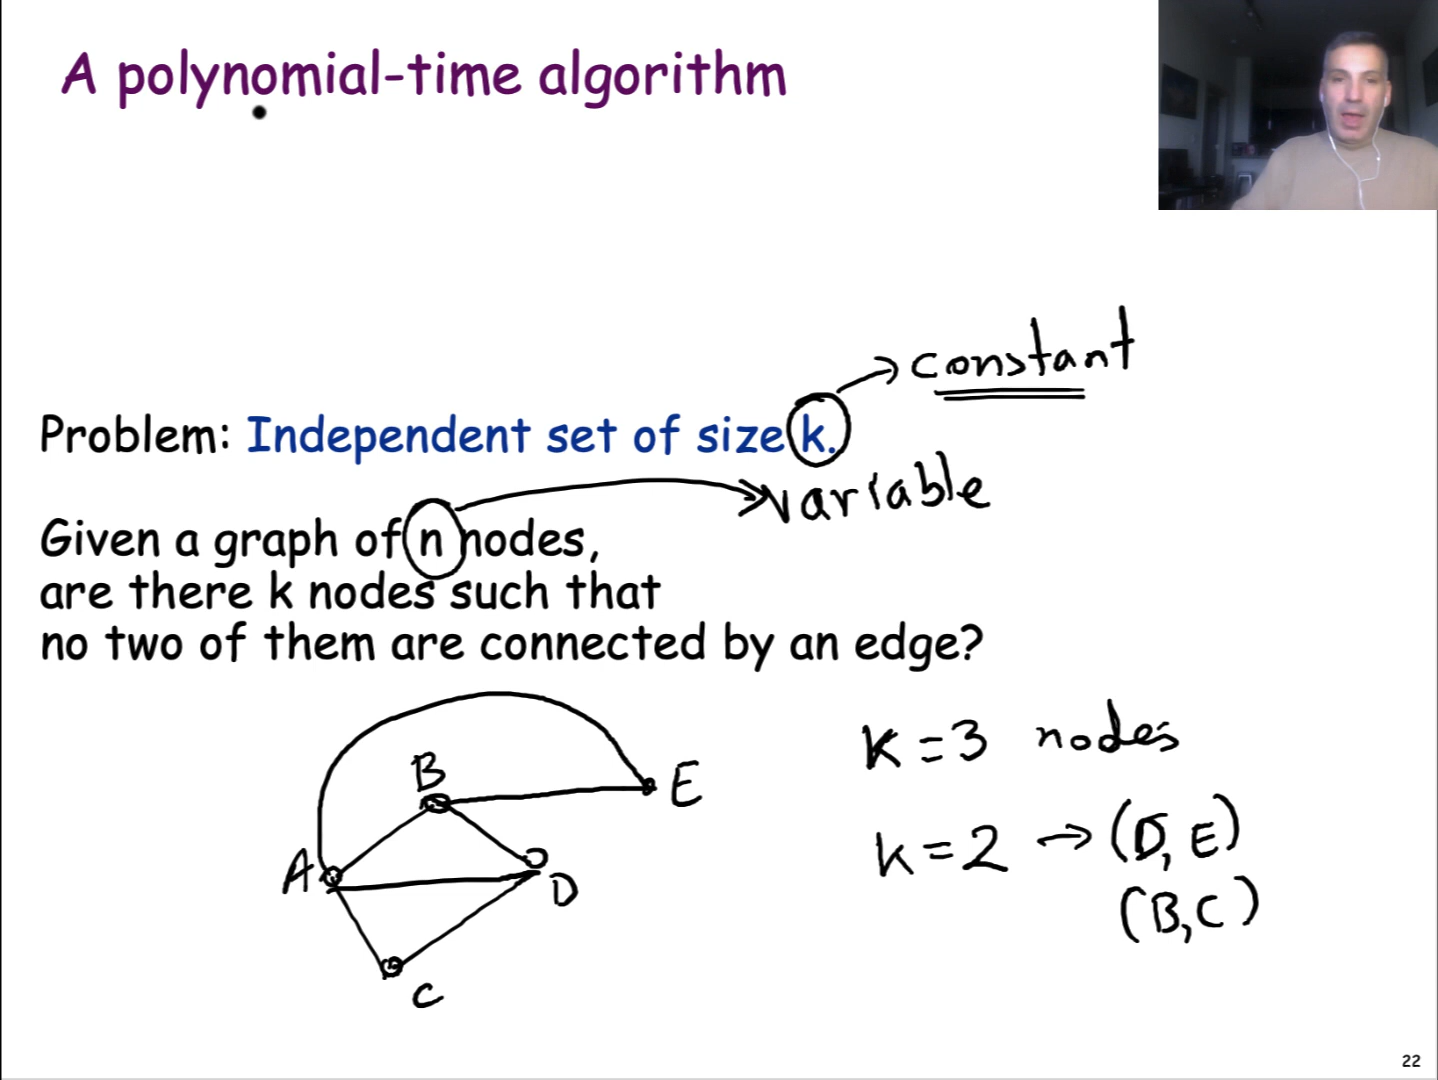 A polynomial-time algorithm
constant
Problem: Independent set of size k.
variable
Given a graph of n nodes,
are there k nodes such that
no two of them are connected by an edge?
k = 3 nodes
B
E
k = 2 → (D, E)
A
D
(B, C)
C
22